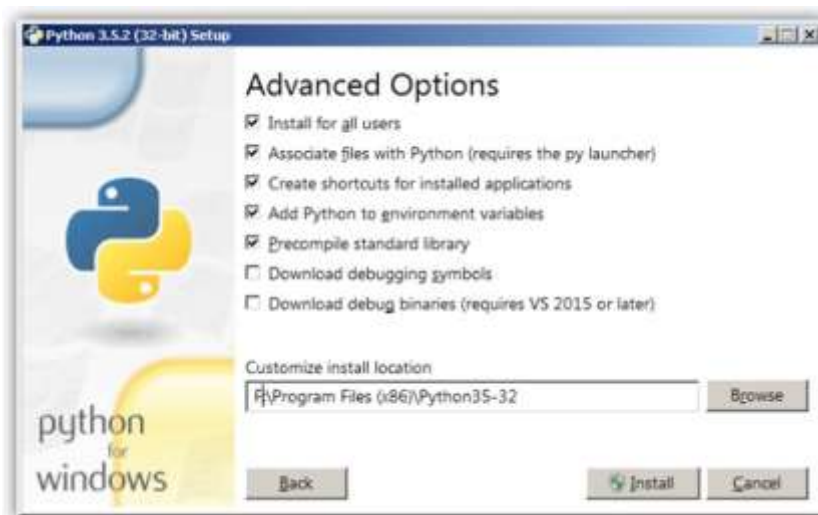 Python 3.5.2 (32-bit) Setup
Advanced Options
Install for all users
Associate files with Python (requires the py launcher)
Create shortcuts for installed applications
Add Python to environment variables
Precompile standard library
Download debugging symbols
Download debug binaries (requires VS 2015 or later)
Customize install location
F:\Program Files (x86)\Python35-32
Browse
python
for
windows
Back
Install
Cancel